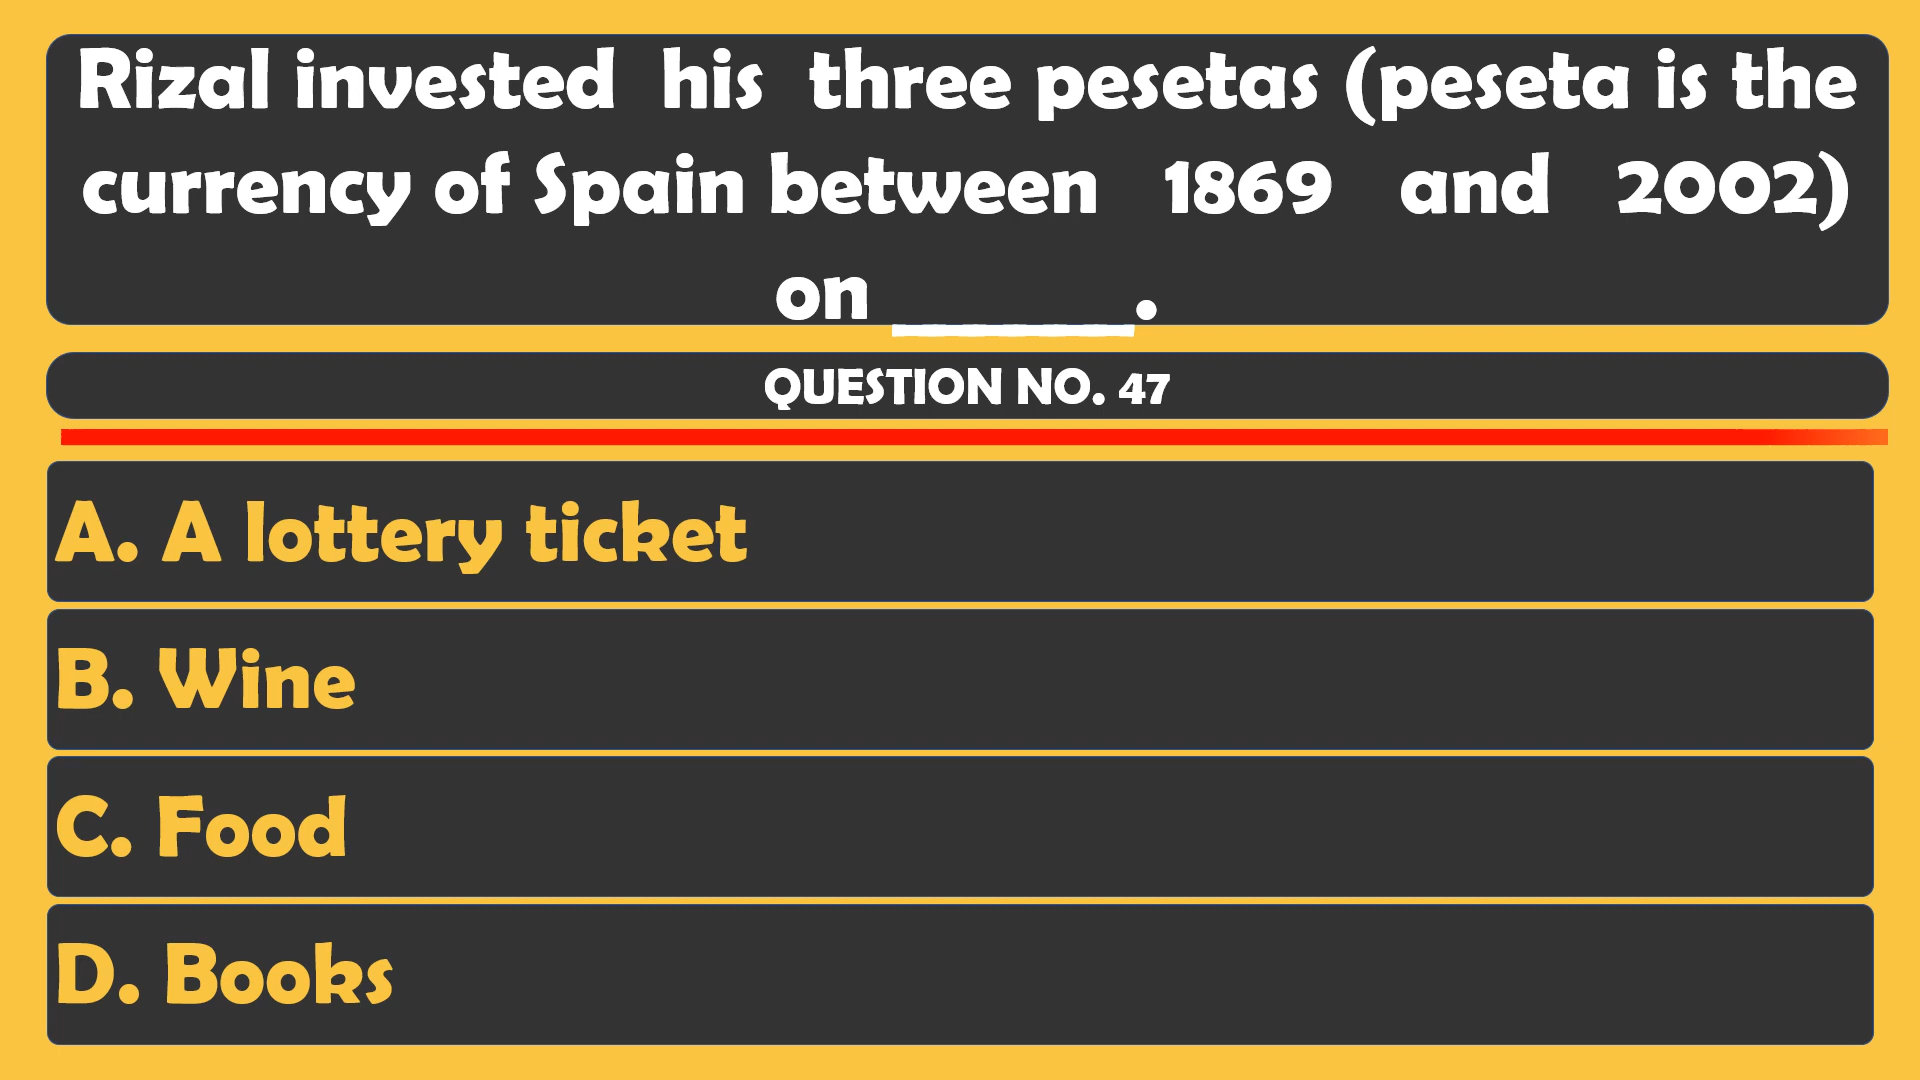 Rizal invested his three pesetas (peseta is the
currency of Spain between 1869 and 2002)
on ______.
QUESTION NO. 47
A. A lottery ticket
B. Wine
C. Food
D. Books